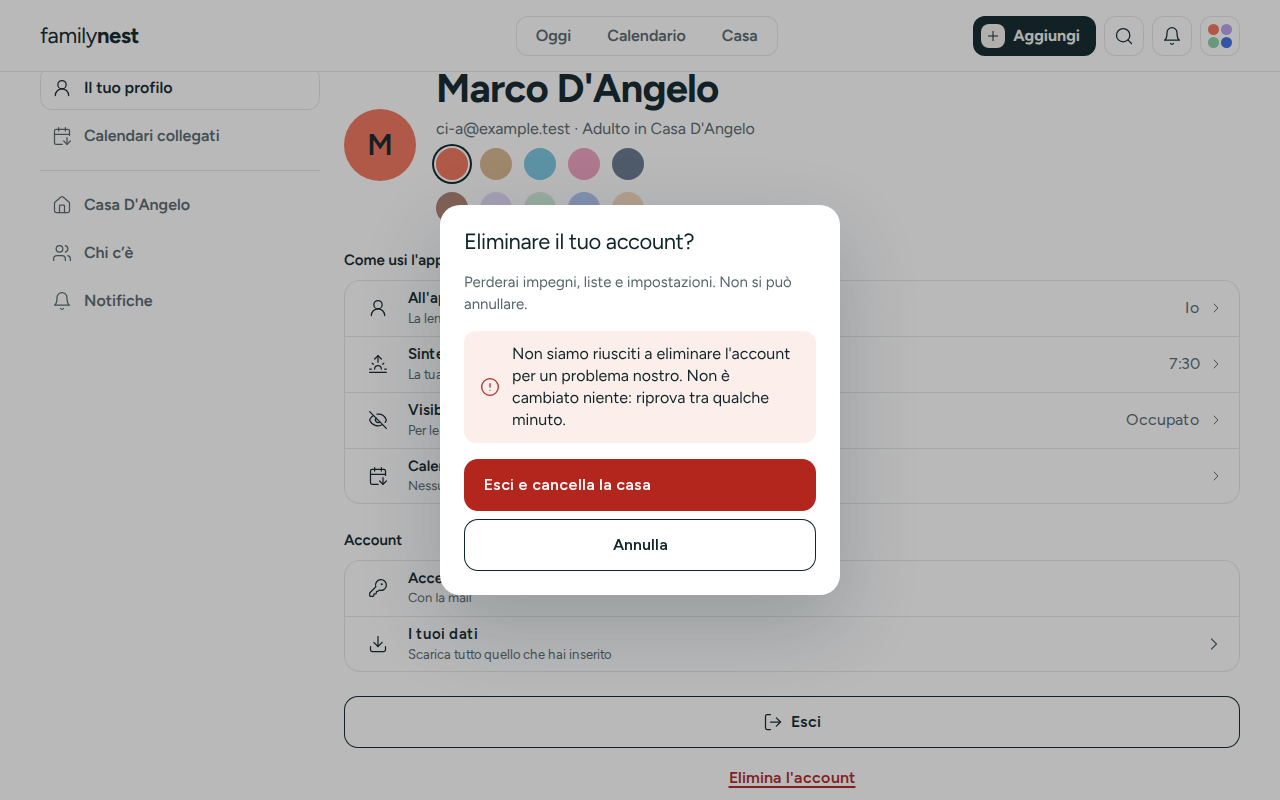 familynest
Oggi
Calendario
Casa
Aggiungi
Il tuo profilo
Calendari collegati
Casa D'Angelo
Chi c'è
Notifiche
Marco D'Angelo
M
ci-a@example.test · Adulto in Casa D'Angelo
Come usi l'app
Io
7:30
Occupato
Eliminare il tuo account?
Perderai impegni, liste e impostazioni. Non si può
annullare.
Non siamo riusciti a eliminare l'account
per un problema nostro. Non è
cambiato niente: riprova tra qualche
minuto.
Esci e cancella la casa
Annulla
Account
Con la mail
I tuoi dati
Scarica tutto quello che hai inserito
Esci
Elimina l'account